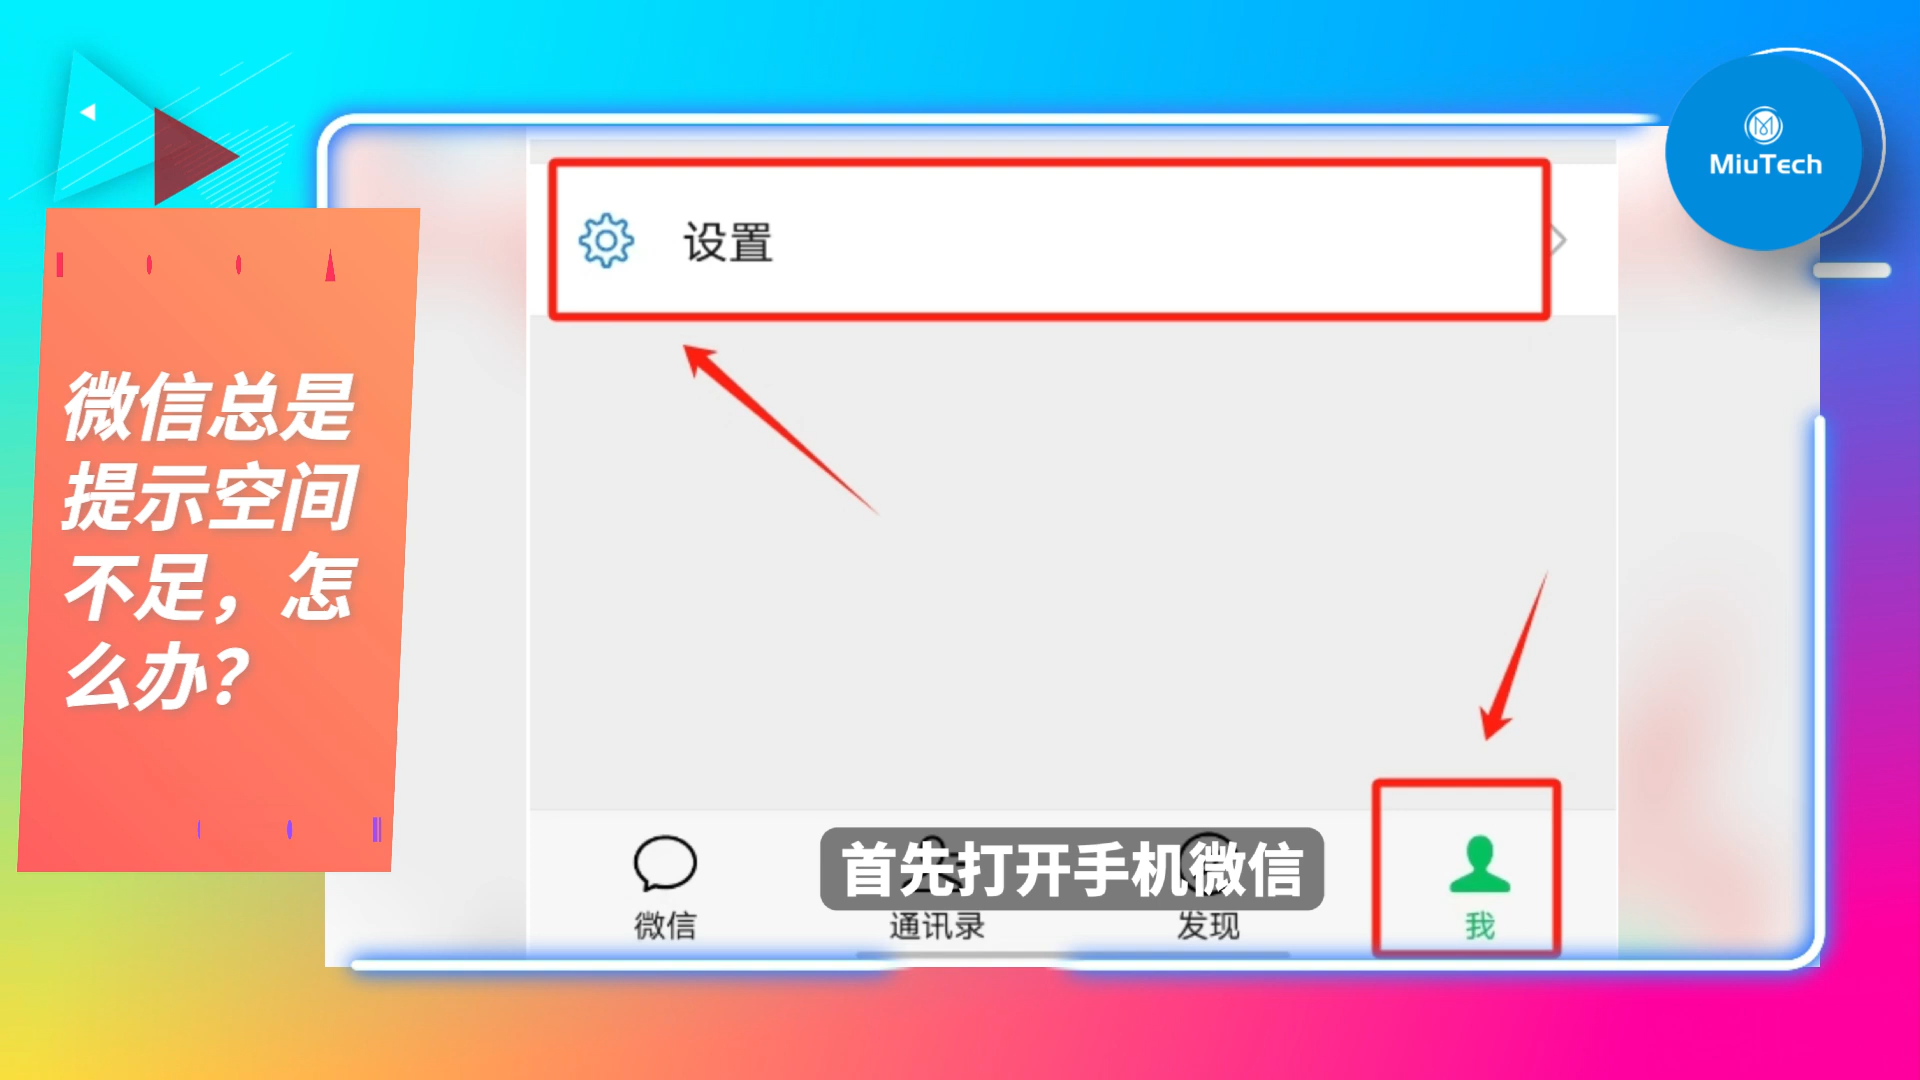 MiuTech
设置
微信总是
提示空间
不足，怎
么办？
首先打开手机微信
微信
通讯录
发现
我